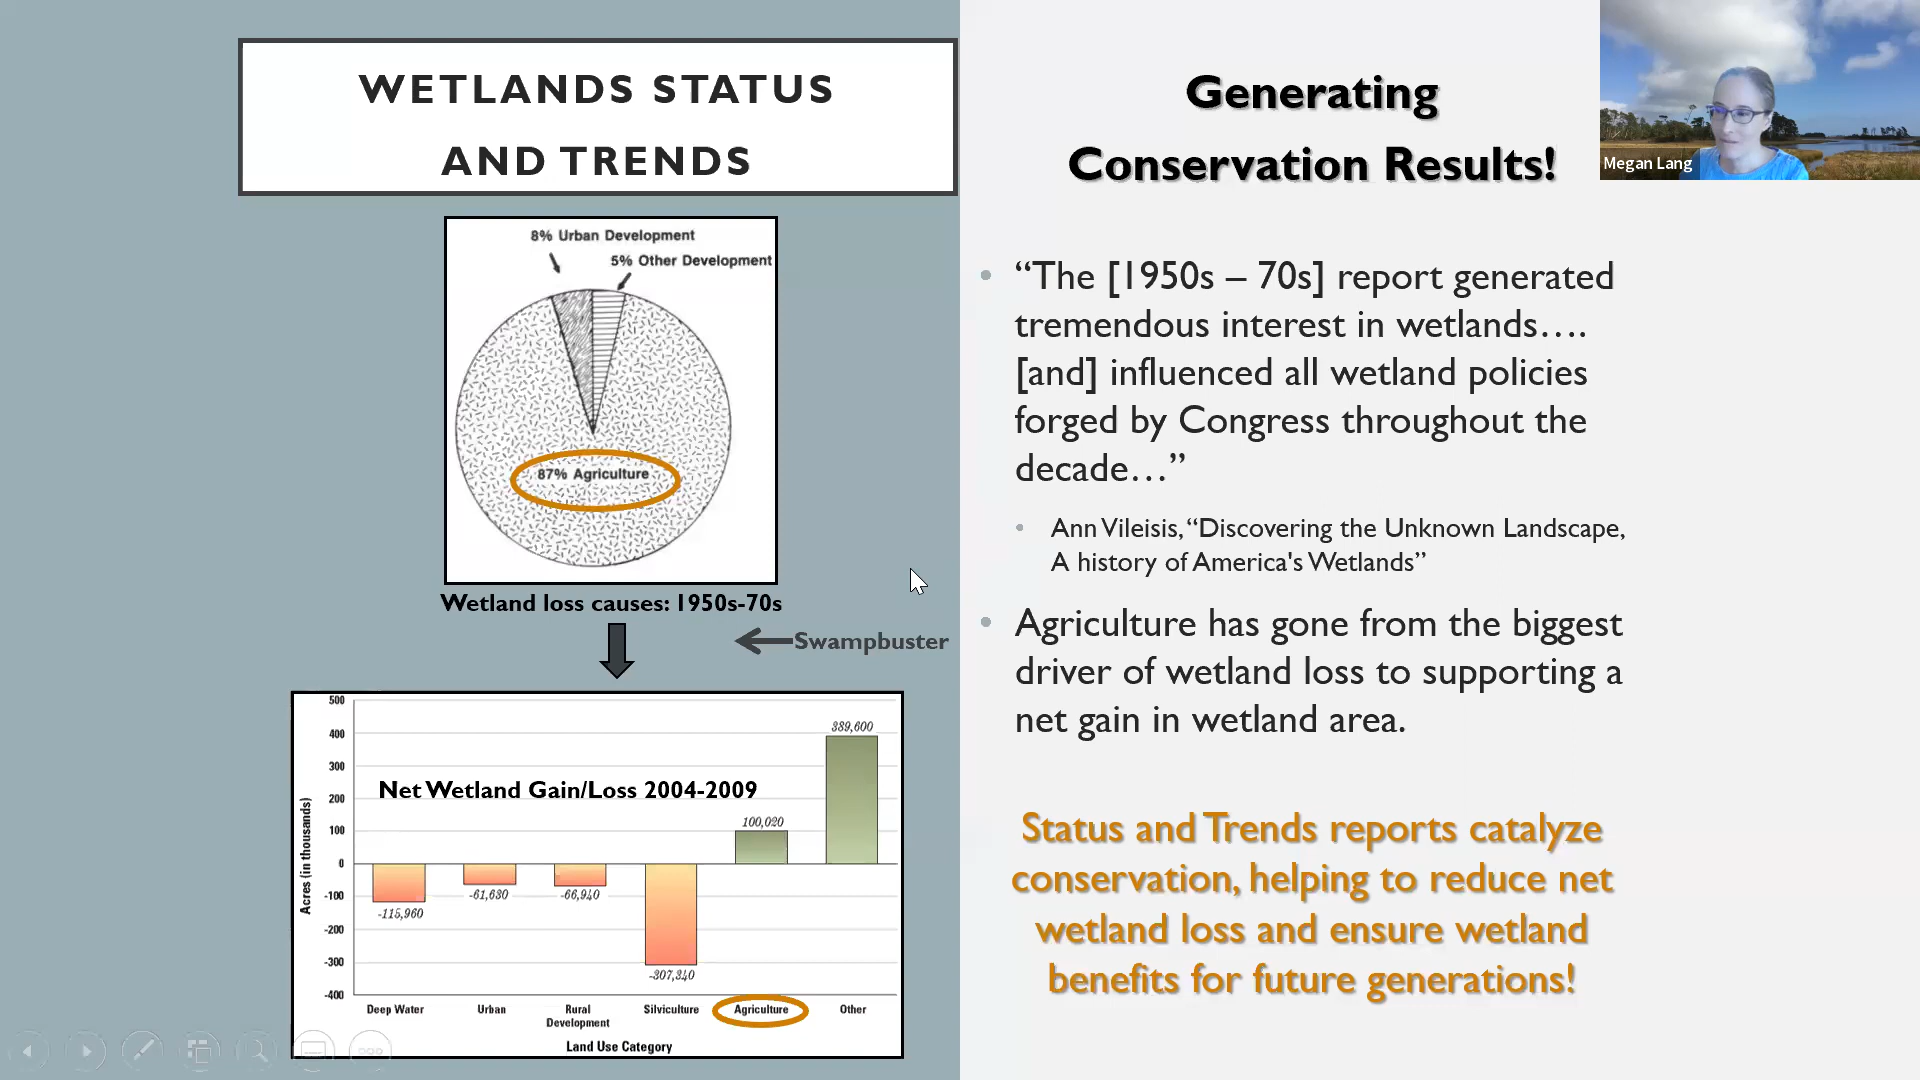 WETLANDS STATUS
AND TRENDS
8% Urban Development
5% Other Development
87% Agriculture
Wetland loss causes: 1950s-70s
Swampbuster
Net Wetland Gain/Loss 2004-2009
Acres (in thousands)
500
400
300
200
100
0
-100
-200
-300
-400
-115,960
-61,630
-66,940
-307,340
100,020
389,600
Deep Water
Urban
Rural
Development
Silviculture
Agriculture
Other
Land Use Category
Generating
Conservation Results!
• “The [1950s – 70s] report generated
tremendous interest in wetlands….
[and] influenced all wetland policies
forged by Congress throughout the
decade…”
• Ann Vileisis, “Discovering the Unknown Landscape,
A history of America's Wetlands”
• Agriculture has gone from the biggest
driver of wetland loss to supporting a
net gain in wetland area.
Status and Trends reports catalyze
conservation, helping to reduce net
wetland loss and ensure wetland
benefits for future generations!
Megan Lang